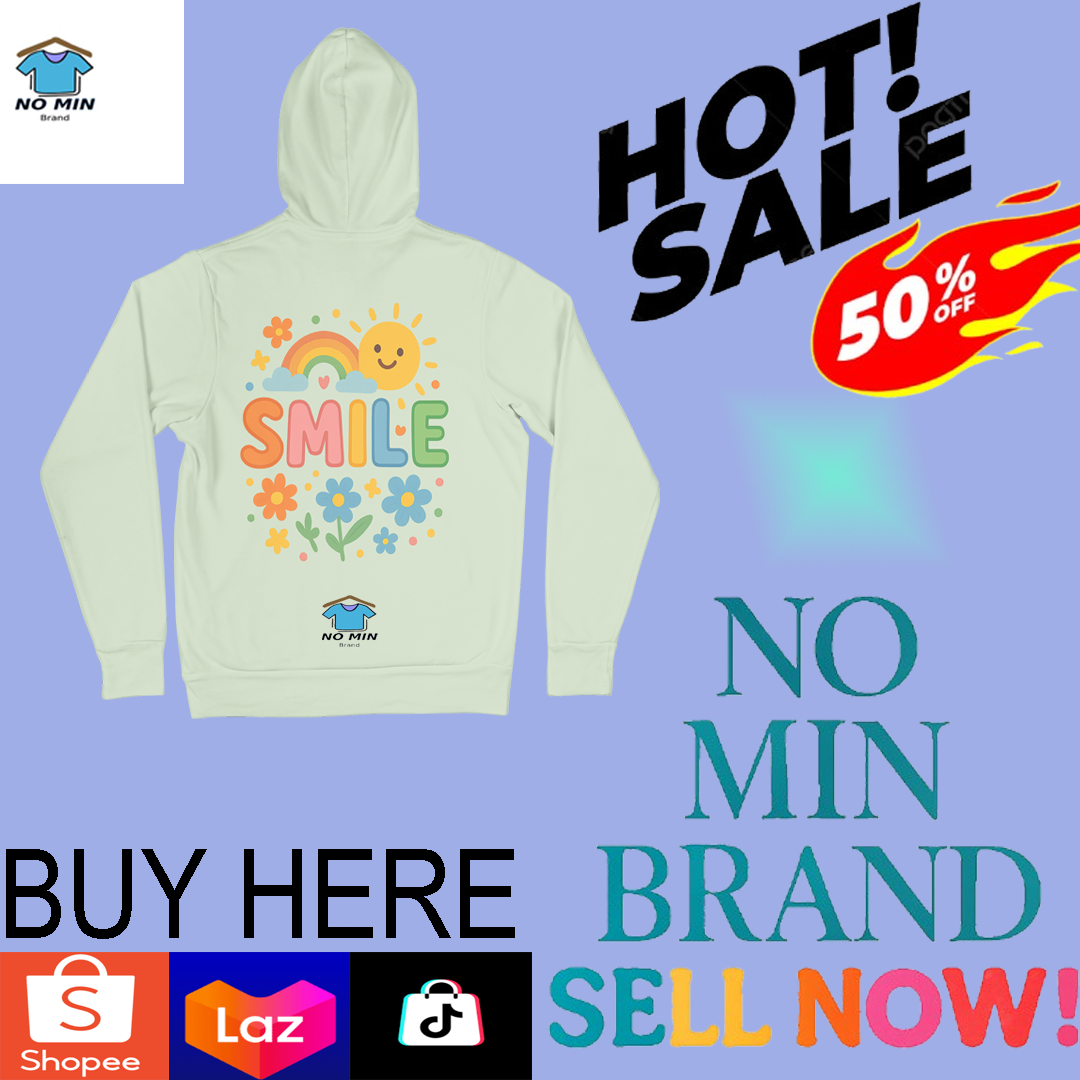 NO MIN
Brand
HOT!
SALE
50%
OFF
SMILE
NO MIN
Brand
NO
MIN
BRAND
BUY HERE
SELL NOW!
S
Shopee
Laz